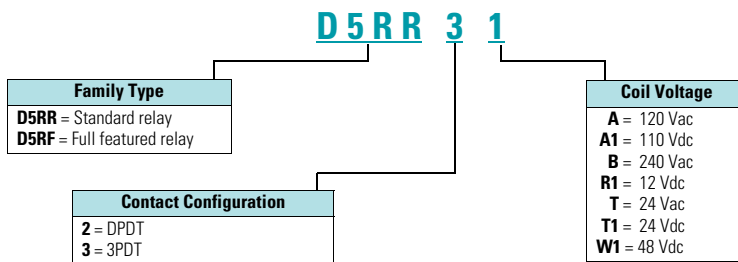 D5RR 3 1
Family Type
D5RR = Standard relay
D5RF = Full featured relay
Contact Configuration
2 = DPDT
3 = 3PDT
Coil Voltage
A = 120 Vac
A1 = 110 Vdc
B = 240 Vac
R1 = 12 Vdc
T = 24 Vac
T1 = 24 Vdc
W1 = 48 Vdc